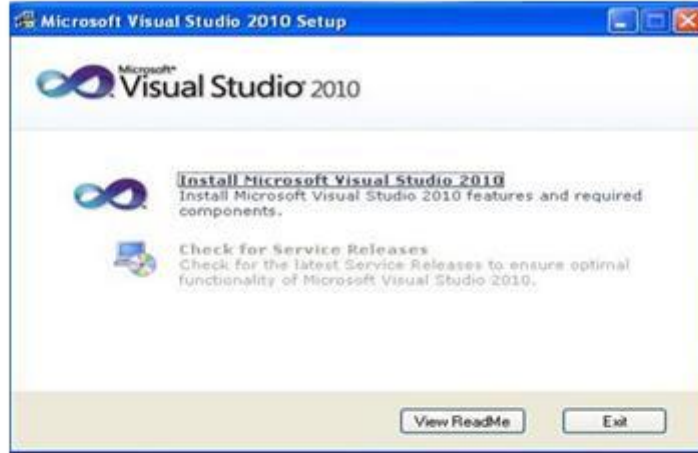 Microsoft Visual Studio 2010 Setup
Microsoft®
Visual Studio 2010
Install Microsoft Visual Studio 2010
Install Microsoft Visual Studio 2010 features and required
components.
Check for Service Releases
Check for the latest Service Releases to ensure optimal
functionality of Microsoft Visual Studio 2010.
View ReadMe
Exit